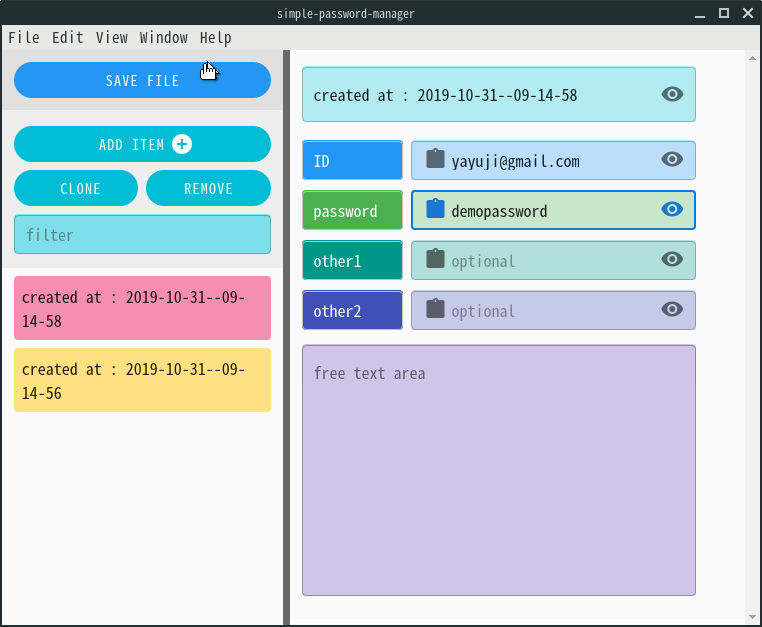 simple-password-manager
File Edit View Window Help
SAVE FILE
ADD ITEM
CLONE REMOVE
filter
created at : 2019-10-31--09-
14-58
created at : 2019-10-31--09-
14-56
created at : 2019-10-31--09-14-58
ID yayuji@gmail.com
password demopassword
other1 optional
other2 optional
free text area